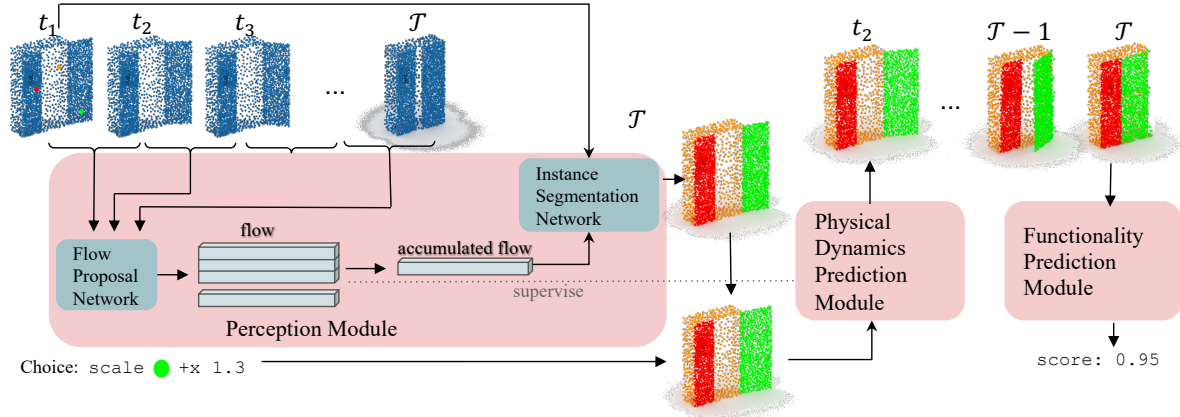 t₁
t₂
t₃
...
𝒯
𝒯
t₂
...
𝒯 − 1
𝒯
Instance
Segmentation
Network
Flow
Proposal
Network
flow
accumulated flow
supervise
Perception Module
Physical
Dynamics
Prediction
Module
Functionality
Prediction
Module
Choice: scale +x 1.3
score: 0.95